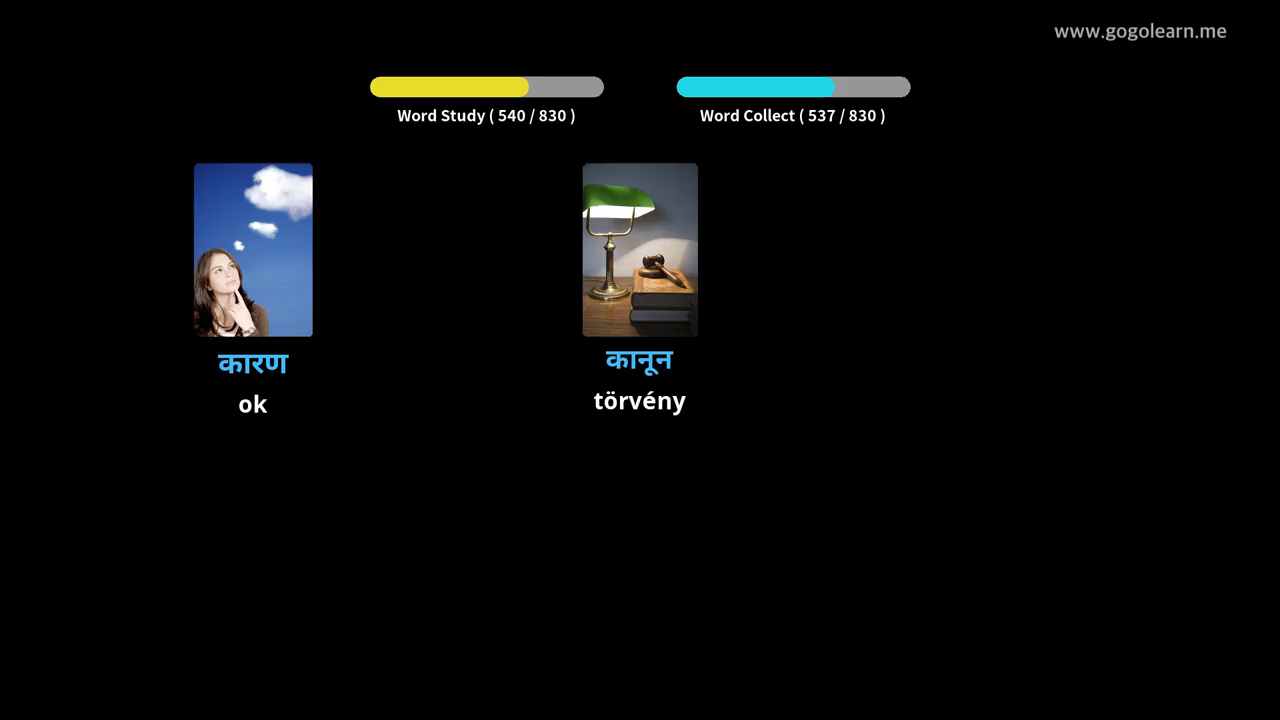 www.gogolearn.me
Word Study ( 540 / 830 )
Word Collect ( 537 / 830 )
कारण
ok
कानून
törvény